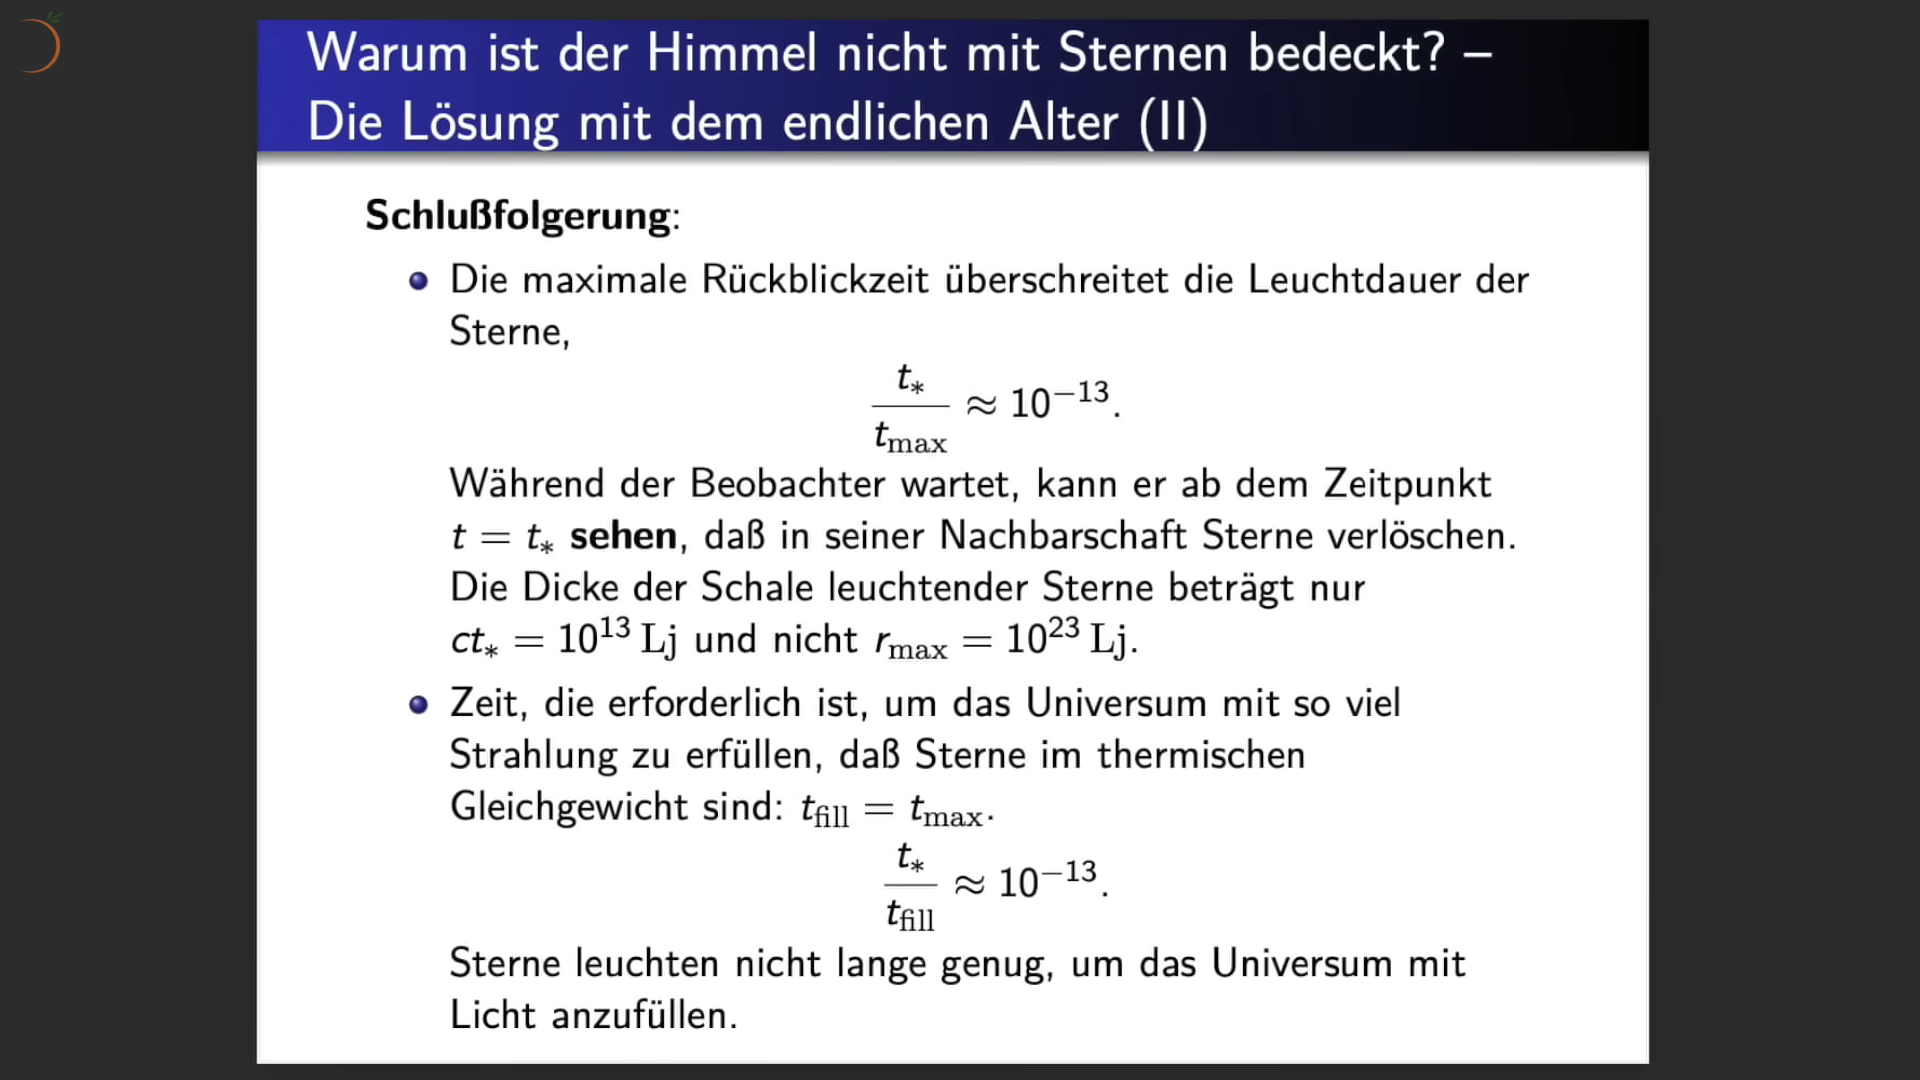 Warum ist der Himmel nicht mit Sternen bedeckt? –
Die Lösung mit dem endlichen Alter (II)
Schlußfolgerung:
Die maximale Rückblickzeit überschreitet die Leuchtdauer der
Sterne,
t∗/tmax ≈ 10⁻¹³.
Während der Beobachter wartet, kann er ab dem Zeitpunkt
t = t∗ sehen, daß in seiner Nachbarschaft Sterne verlöschen.
Die Dicke der Schale leuchtender Sterne beträgt nur
ct∗ = 10¹³ Lj und nicht rmax = 10²³ Lj.
Zeit, die erforderlich ist, um das Universum mit so viel
Strahlung zu erfüllen, daß Sterne im thermischen
Gleichgewicht sind: tfill = tmax.
t∗/tfill ≈ 10⁻¹³.
Sterne leuchten nicht lange genug, um das Universum mit
Licht anzufüllen.